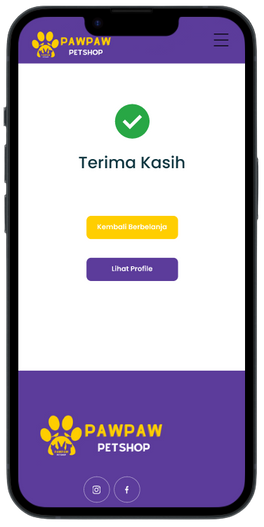 PAWPAW
PETSHOP
Terima Kasih
Kembali Berbelanja
Lihat Profile
PAWPAW
PETSHOP